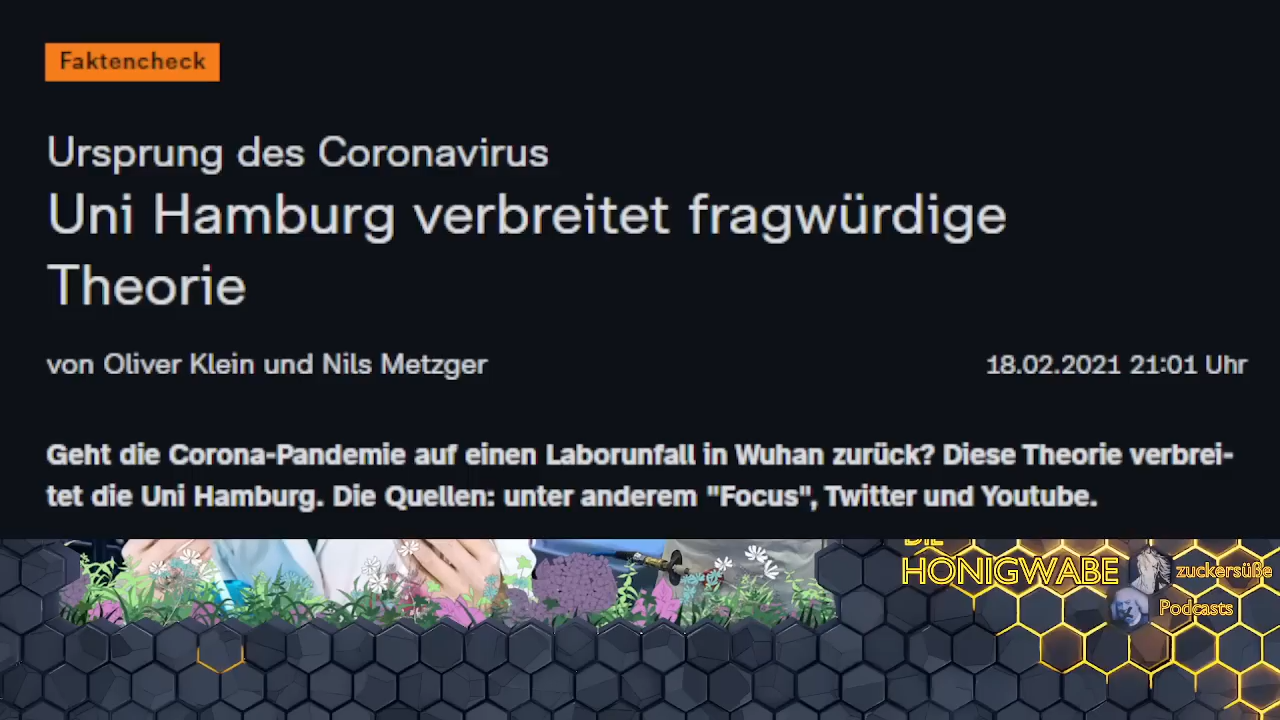 Faktencheck
Ursprung des Coronavirus
Uni Hamburg verbreitet fragwürdige
Theorie
von Oliver Klein und Nils Metzger
18.02.2021 21:01 Uhr
Geht die Corona-Pandemie auf einen Laborunfall in Wuhan zurück? Diese Theorie verbrei-
tet die Uni Hamburg. Die Quellen: unter anderem "Focus", Twitter und Youtube.
DIE
HONIGWABE
zuckersüße
Podcasts